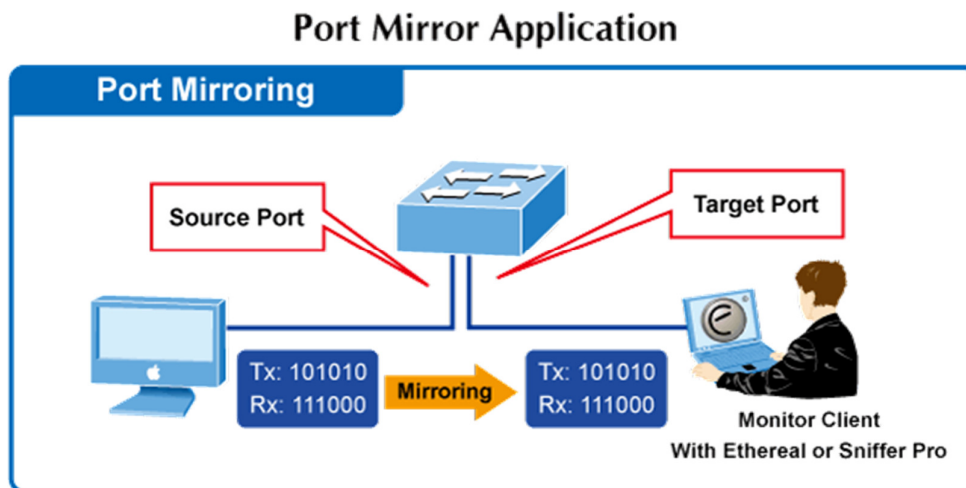 Port Mirror Application
Port Mirroring
Source Port
Target Port
Tx: 101010
Rx: 111000
Mirroring
Tx: 101010
Rx: 111000
Monitor Client
With Ethereal or Sniffer Pro